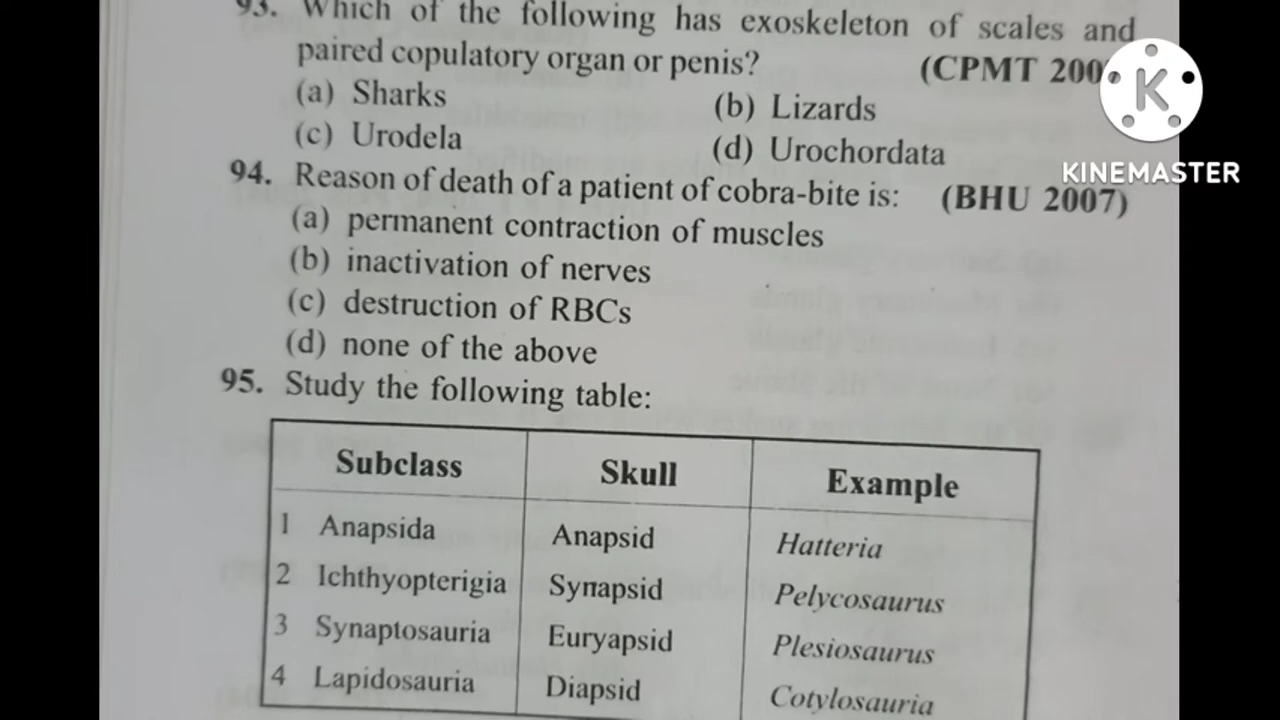 93. Which of the following has exoskeleton of scales and
paired copulatory organ or penis? (CPMT 200
(a) Sharks (b) Lizards
(c) Urodela (d) Urochordata
94. Reason of death of a patient of cobra-bite is: (BHU 2007)
(a) permanent contraction of muscles
(b) inactivation of nerves
(c) destruction of RBCs
(d) none of the above
95. Study the following table:
Subclass Skull Example
1 Anapsida Anapsid Hatteria
2 Ichthyopterigia Synapsid Pelycosaurus
3 Synaptosauria Euryapsid Plesiosaurus
4 Lapidosauria Diapsid Cotylosauria
K
KINEMASTER